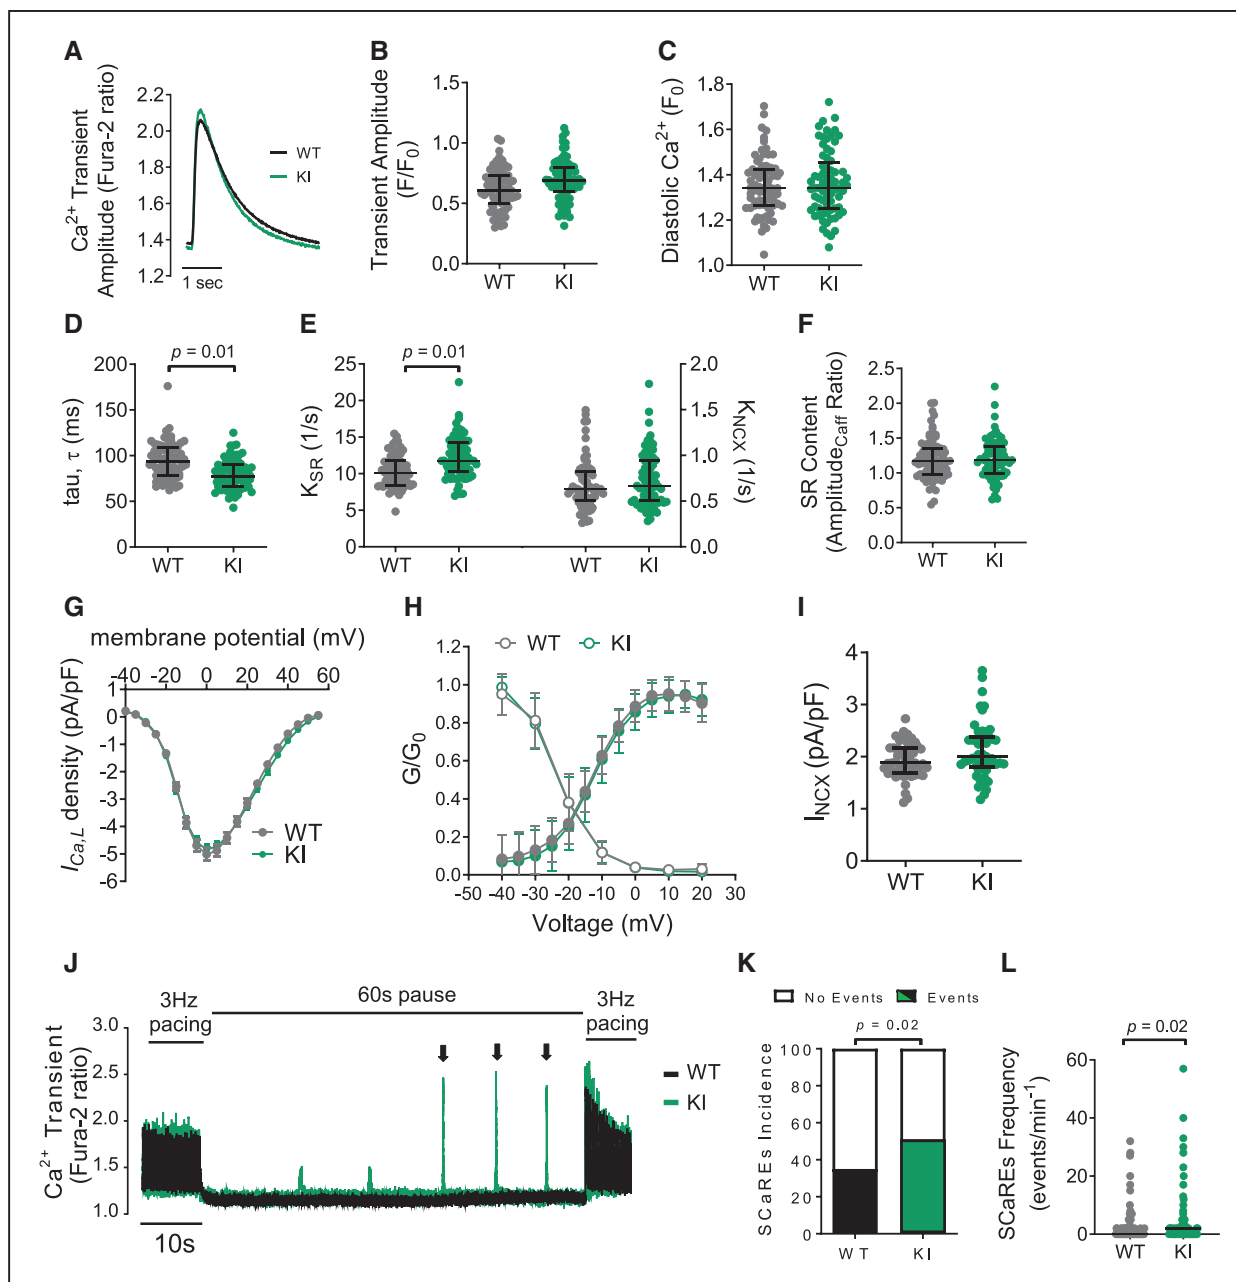 A
Ca2+ Transient
Amplitude (Fura-2 ratio)
2.2
2.0
1.8
1.6
1.4
1.2
WT
KI
1 sec
B
Transient Amplitude
(F/F0)
1.5
1.0
0.5
0.0
WT KI
C
Diastolic Ca2+ (F0)
1.8
1.6
1.4
1.2
1.0
WT KI
D
tau, τ (ms)
200
150
100
50
0
p = 0.01
WT KI
E
KSR (1/s)
25
20
15
10
5
0
p = 0.01
WT KI WT KI
2.0
1.5
1.0
0.5
0.0
KNCX (1/s)
F
SR Content
(AmplitudeCaff Ratio)
2.5
2.0
1.5
1.0
0.5
0.0
WT KI
G
membrane potential (mV)
-40 -20 0 20 40 60
ICa,L density (pA/pF)
1
0
-1
-2
-3
-4
-5
-6
WT
KI
H
WT KI
G/G0
1.2
1.0
0.8
0.6
0.4
0.2
0.0
-50 -40 -30 -20 -10 0 10 20 30
Voltage (mV)
I
INCX (pA/pF)
4
3
2
1
0
WT KI
J
3Hz
pacing
60s pause
3Hz
pacing
Ca2+ Transient
(Fura-2 ratio)
3.0
2.5
2.0
1.5
1.0
WT
KI
10s
K
No Events Events
p = 0.02
SCaREs Incidence
100
80
60
40
20
0
WT KI
L
p = 0.02
SCaREs Frequency
(events/min-1)
60
40
20
0
WT KI